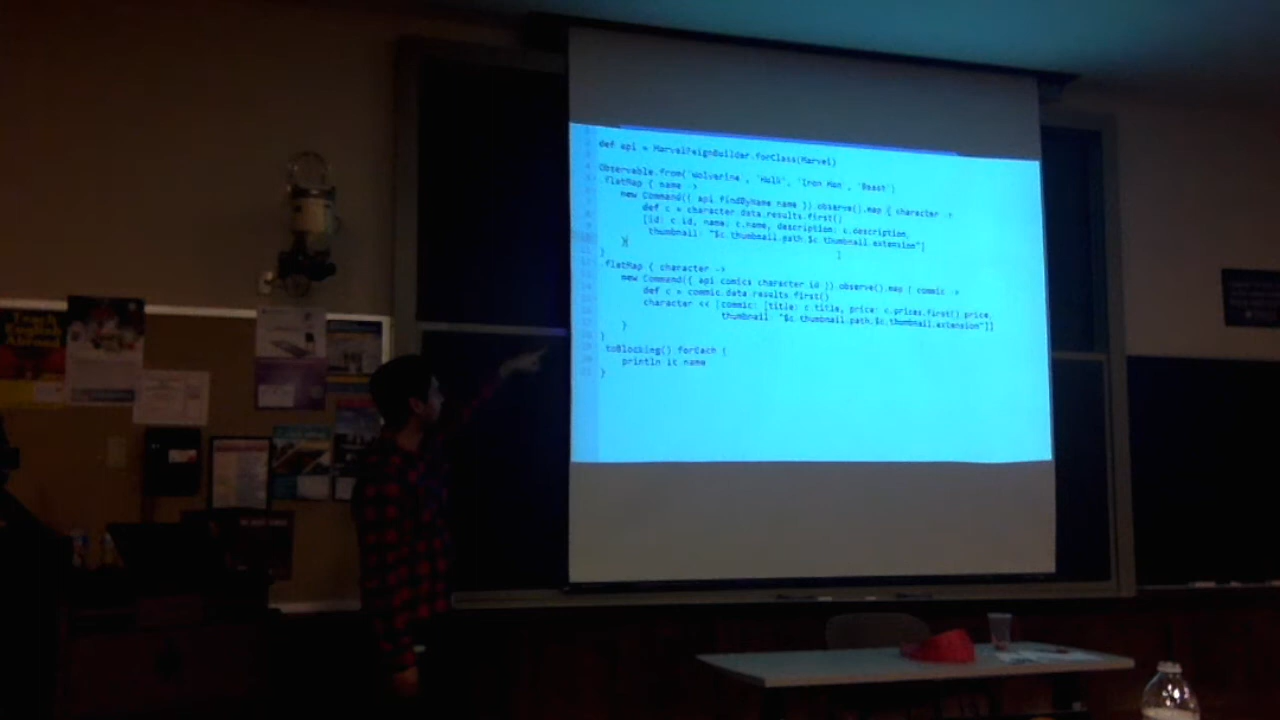 def api = MarvelFeignBuilder.forClass(Marvel)
Observable.from('Wolverine', 'Hulk', 'Iron Man', 'Beast')
.flatMap { name ->
new Command({ api.findByName name }).observe().map { character ->
def c = character.data.results.first()
[id: c.id, name: c.name, description: c.description,
thumbnail: "$c.thumbnail.path.$c.thumbnail.extension"]
}
}
.flatMap { character ->
new Command({ api.comics character.id }).observe().map { commic ->
def c = commic.data.results.first()
character << [commic: [title: c.title, price: c.prices.first().price,
thumbnail: "$c.thumbnail.path.$c.thumbnail.extension"]]
}
}
.toBlocking().forEach {
println it.name
}